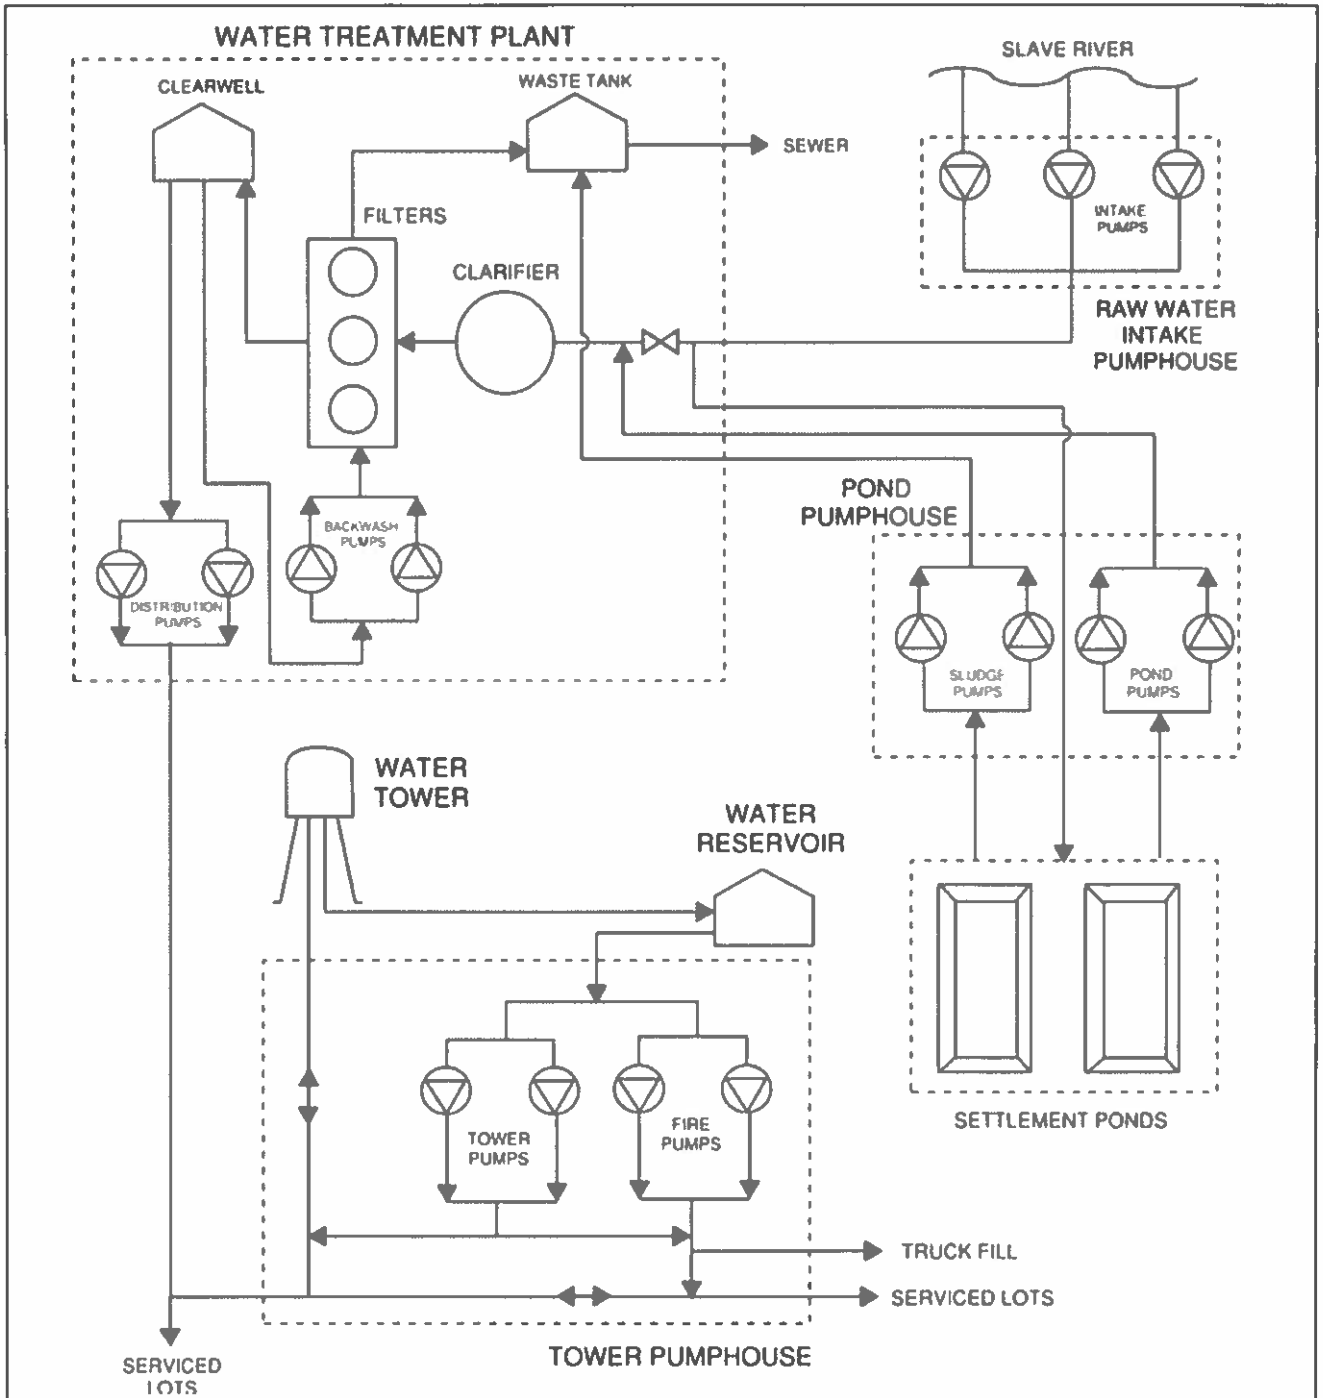 WATER TREATMENT PLANT
SLAVE RIVER
CLEARWELL
WASTE TANK
SEWER
FILTERS
INTAKE
PUMPS
CLARIFIER
RAW WATER
INTAKE
PUMPHOUSE
POND
PUMPHOUSE
BACKWASH
PUMPS
DISTRIBUTION
PUMPS
SLUDGE
PUMPS
POND
PUMPS
WATER
TOWER
WATER
RESERVOIR
SETTLEMENT PONDS
TOWER
PUMPS
FIRE
PUMPS
TRUCK FILL
SERVICED LOTS
TOWER PUMPHOUSE
SERVICED
LOTS